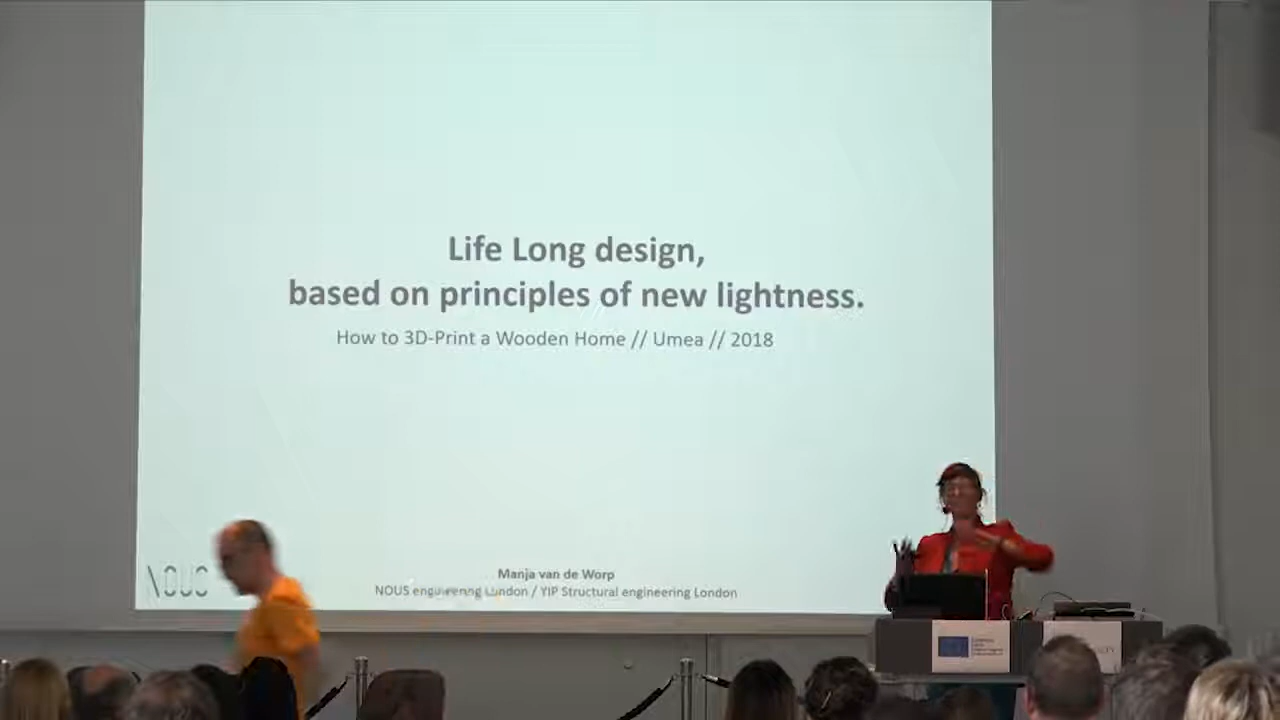 Life Long design,
based on principles of new lightness.
How to 3D-Print a Wooden Home // Umea // 2018
NOUS
Manja van de Worp
NOUS engineering London / YIP Structural engineering London